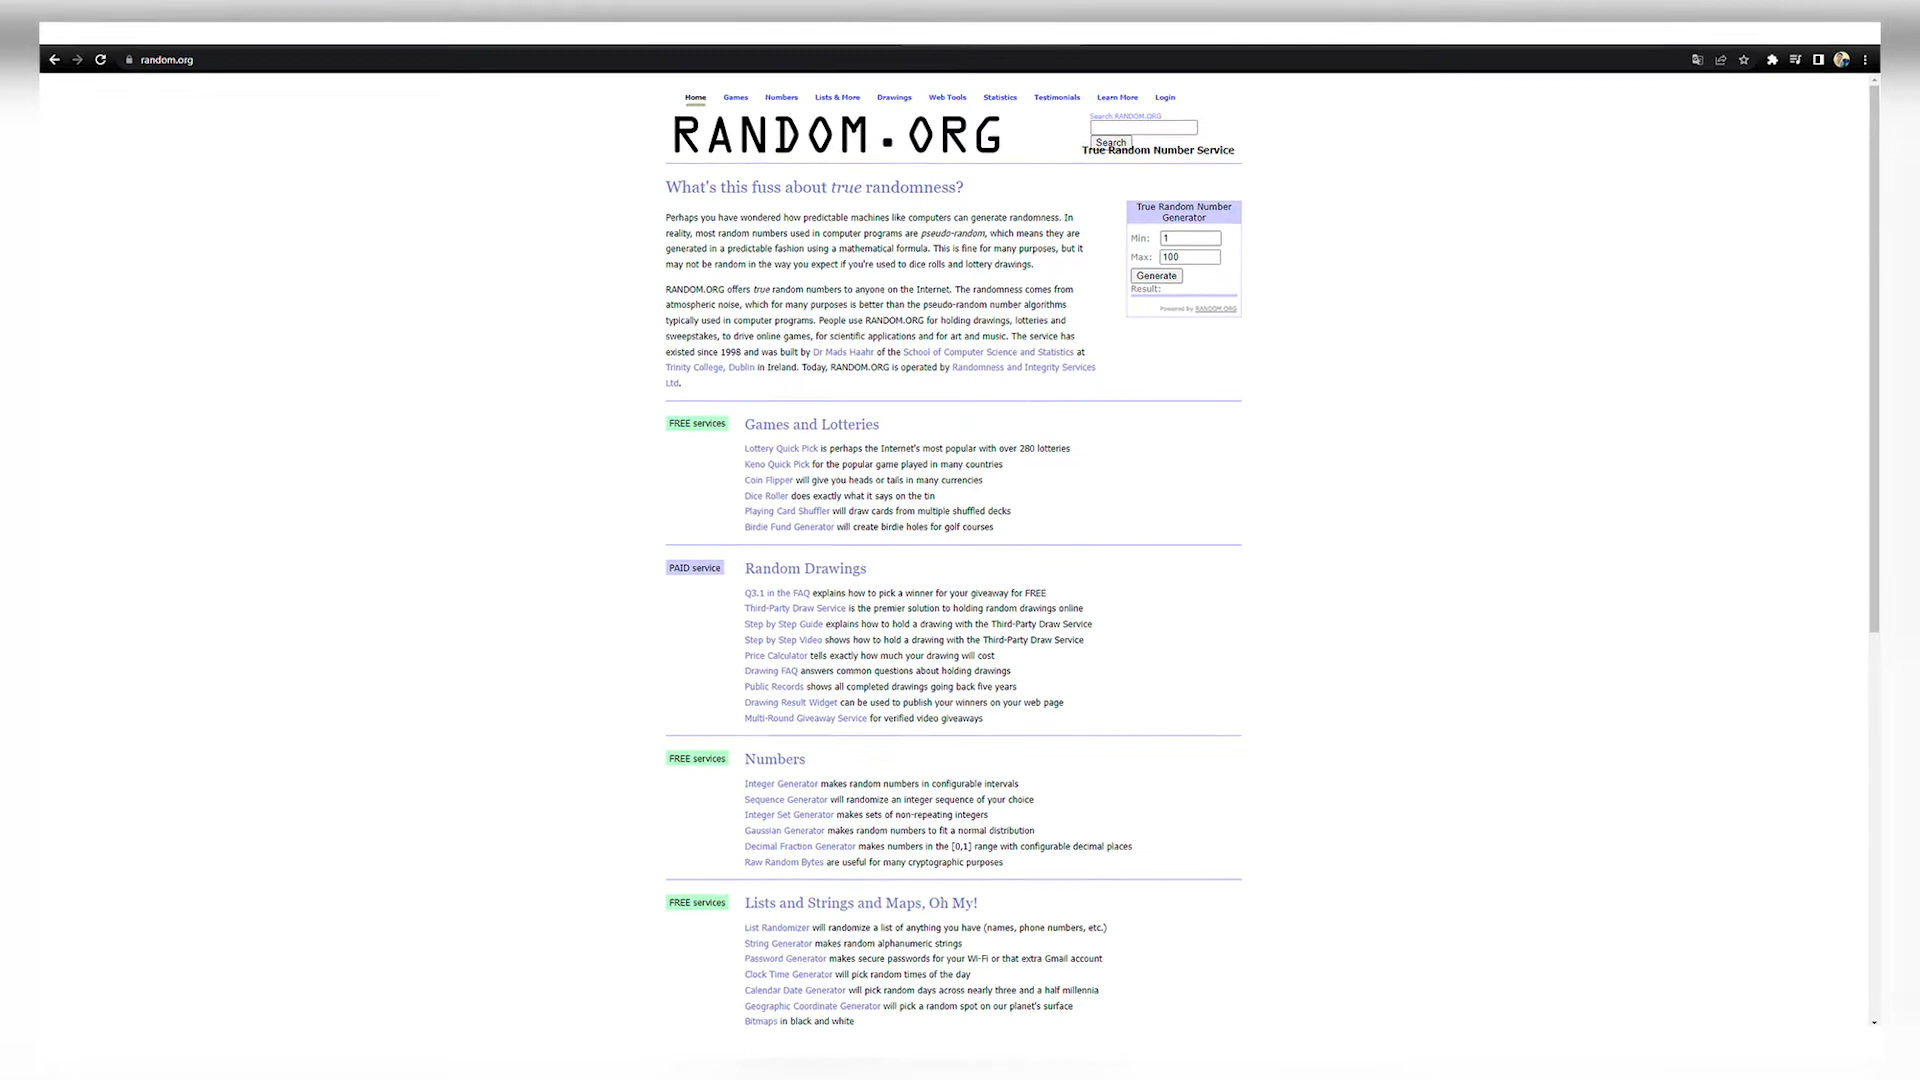 random.org
Home Games Numbers Lists & More Drawings Web Tools Statistics Testimonials Learn More Login
RANDOM.ORG
Search RANDOM.ORG
Search
True Random Number Service
What's this fuss about true randomness?
Perhaps you have wondered how predictable machines like computers can generate randomness. In
reality, most random numbers used in computer programs are pseudo-random, which means they are
generated in a predictable fashion using a mathematical formula. This is fine for many purposes, but it
may not be random in the way you expect if you're used to dice rolls and lottery drawings.
RANDOM.ORG offers true random numbers to anyone on the Internet. The randomness comes from
atmospheric noise, which for many purposes is better than the pseudo-random number algorithms
typically used in computer programs. People use RANDOM.ORG for holding drawings, lotteries and
sweepstakes, to drive online games, for scientific applications and for art and music. The service has
existed since 1998 and was built by Dr Mads Haahr of the School of Computer Science and Statistics at
Trinity College, Dublin in Ireland. Today, RANDOM.ORG is operated by Randomness and Integrity Services
Ltd.
True Random Number
Generator
Min: 1
Max: 100
Generate
Result:
Powered by RANDOM.ORG
FREE services
Games and Lotteries
Lottery Quick Pick is perhaps the Internet's most popular with over 280 lotteries
Keno Quick Pick for the popular game played in many countries
Coin Flipper will give you heads or tails in many currencies
Dice Roller does exactly what it says on the tin
Playing Card Shuffler will draw cards from multiple shuffled decks
Birdie Fund Generator will create birdie holes for golf courses
PAID service
Random Drawings
Q3.1 in the FAQ explains how to pick a winner for your giveaway for FREE
Third-Party Draw Service is the premier solution to holding random drawings online
Step by Step Guide explains how to hold a drawing with the Third-Party Draw Service
Step by Step Video shows how to hold a drawing with the Third-Party Draw Service
Price Calculator tells exactly how much your drawing will cost
Drawing FAQ answers common questions about holding drawings
Public Records shows all completed drawings going back five years
Drawing Result Widget can be used to publish your winners on your web page
Multi-Round Giveaway Service for verified video giveaways
FREE services
Numbers
Integer Generator makes random numbers in configurable intervals
Sequence Generator will randomize an integer sequence of your choice
Integer Set Generator makes sets of non-repeating integers
Gaussian Generator makes random numbers to fit a normal distribution
Decimal Fraction Generator makes numbers in the [0,1] range with configurable decimal places
Raw Random Bytes are useful for many cryptographic purposes
FREE services
Lists and Strings and Maps, Oh My!
List Randomizer will randomize a list of anything you have (names, phone numbers, etc.)
String Generator makes random alphanumeric strings
Password Generator makes secure passwords for your Wi-Fi or that extra Gmail account
Clock Time Generator will pick random times of the day
Calendar Date Generator will pick random days across nearly three and a half millennia
Geographic Coordinate Generator will pick a random spot on our planet's surface
Bitmaps in black and white